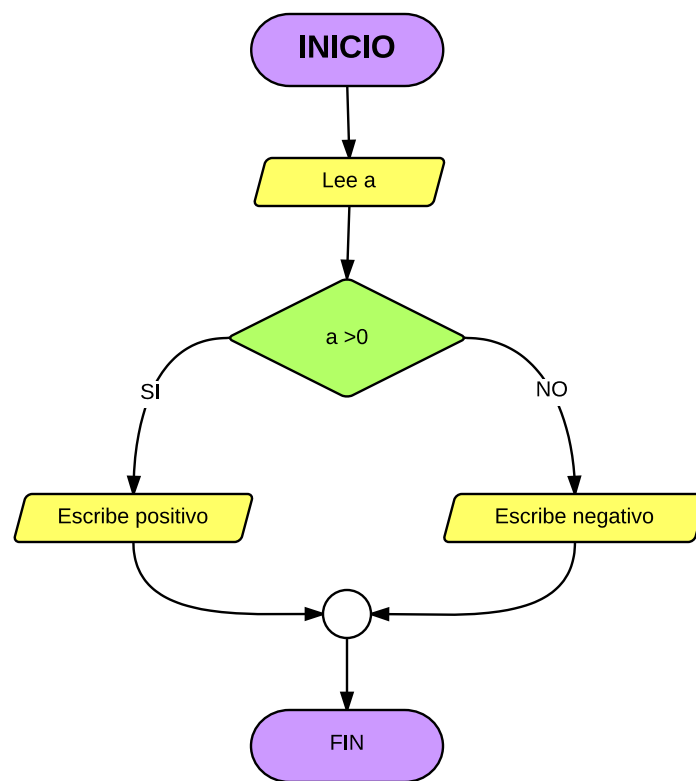 INICIO
Lee a
a >0
SI
NO
Escribe positivo
Escribe negativo
FIN